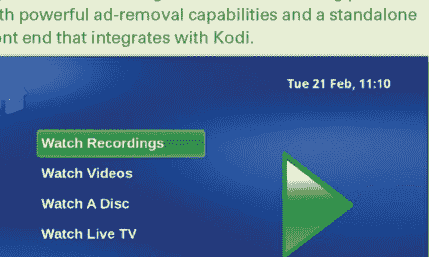 th powerful ad-removal capabilities and a standalone
ont end that integrates with Kodi.
Tue 21 Feb, 11:10
Watch Recordings
Watch Videos
Watch A Disc
Watch Live TV